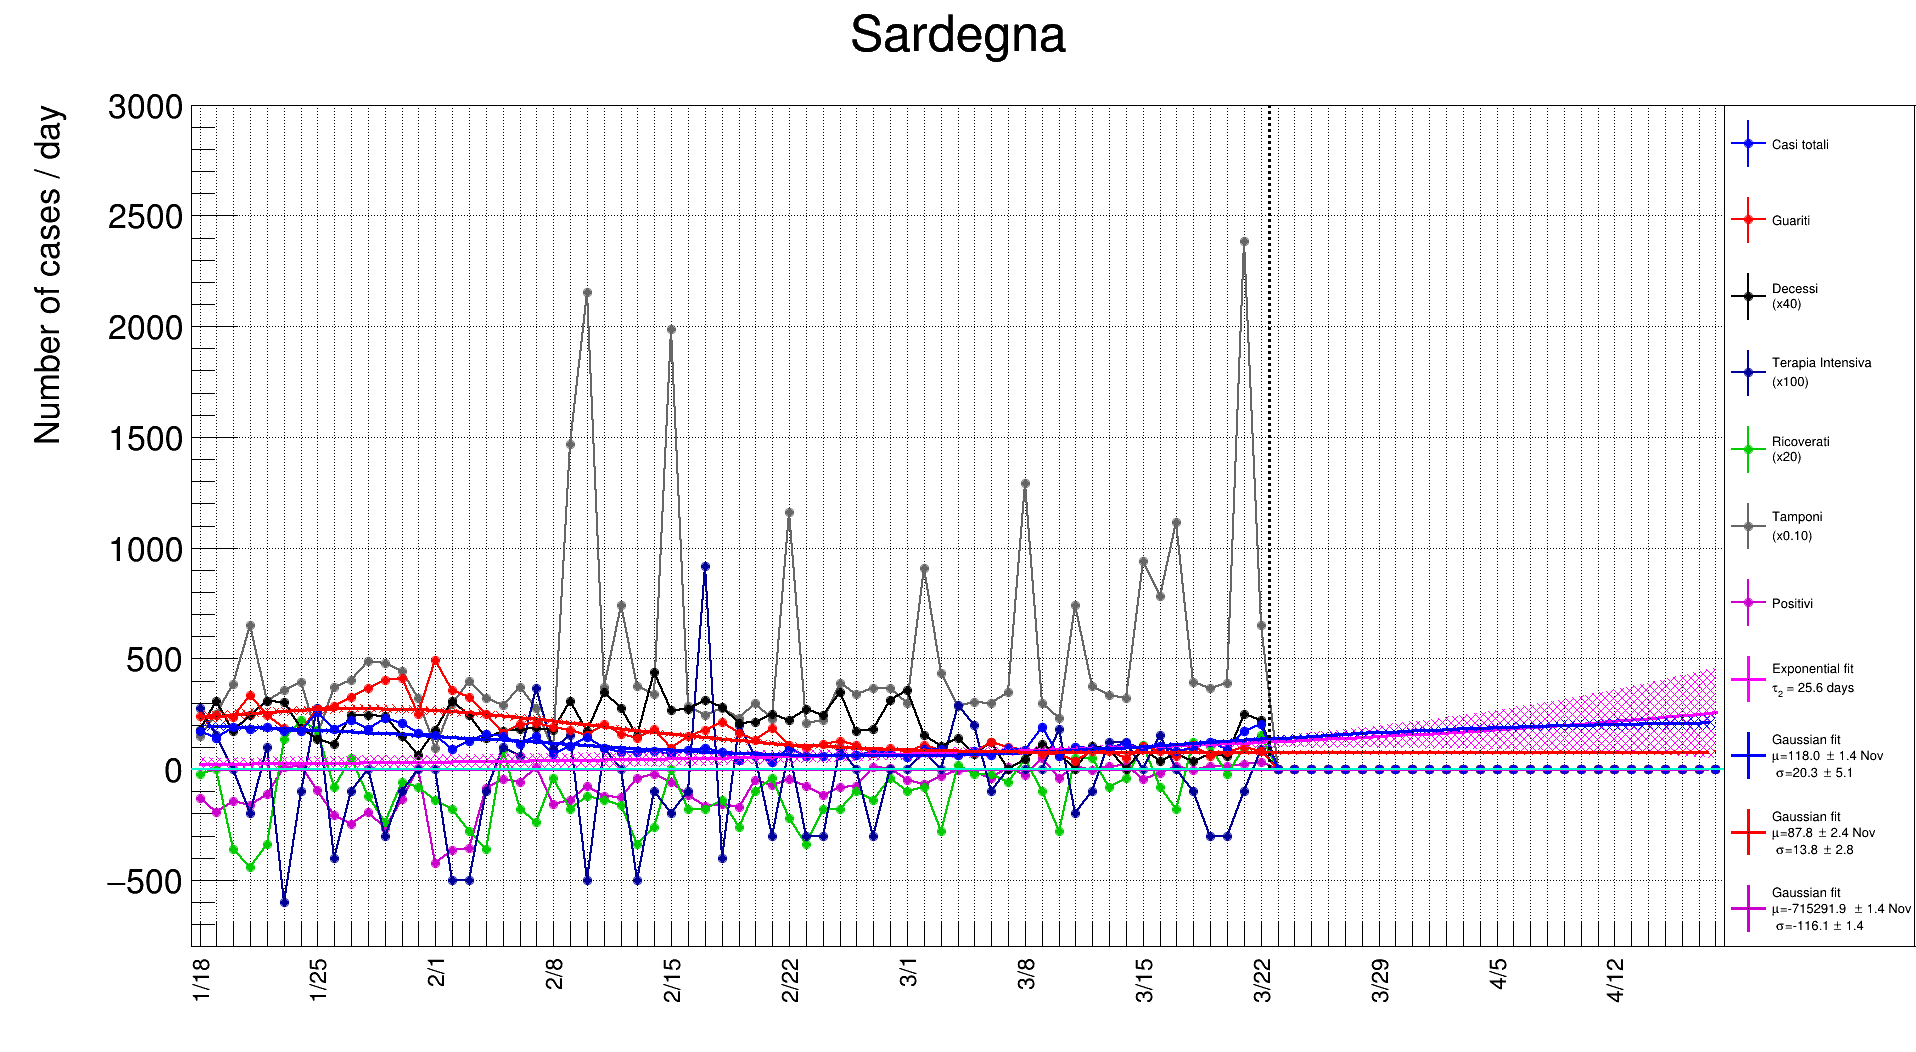 Sardegna
Number of cases / day
3000
2500
2000
1500
1000
500
0
−500
1/18
1/25
2/1
2/8
2/15
2/22
3/1
3/8
3/15
3/22
3/29
4/5
4/12
Casi totali
Guariti
Decessi
(x40)
Terapia Intensiva
(x100)
Ricoverati
(x20)
Tamponi
(x0.10)
Positivi
Exponential fit
τ2 = 25.6 days
Gaussian fit
μ=118.0 ± 1.4 Nov
σ=20.3 ± 5.1
Gaussian fit
μ=87.8 ± 2.4 Nov
σ=13.8 ± 2.8
Gaussian fit
μ=-715291.9 ± 1.4 Nov
σ=-116.1 ± 1.4